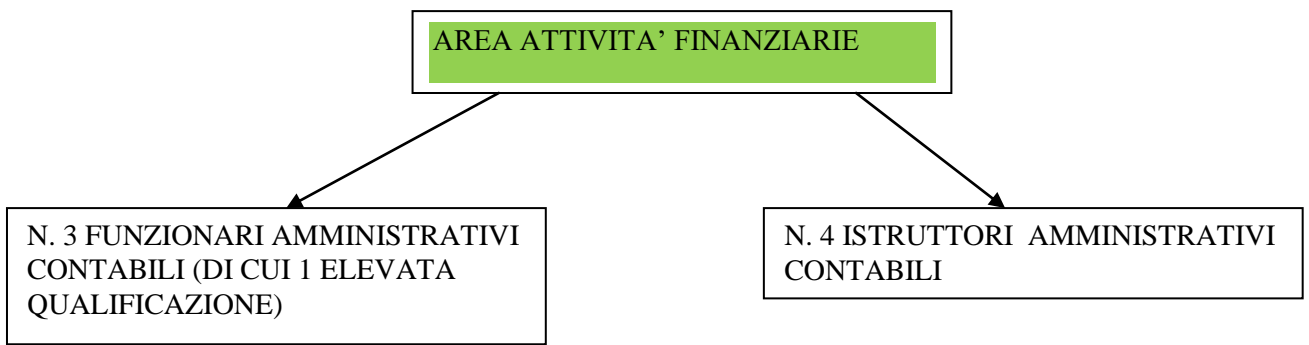 AREA ATTIVITA’ FINANZIARIE
N. 3 FUNZIONARI AMMINISTRATIVI
CONTABILI (DI CUI 1 ELEVATA
QUALIFICAZIONE)
N. 4 ISTRUTTORI AMMINISTRATIVI
CONTABILI